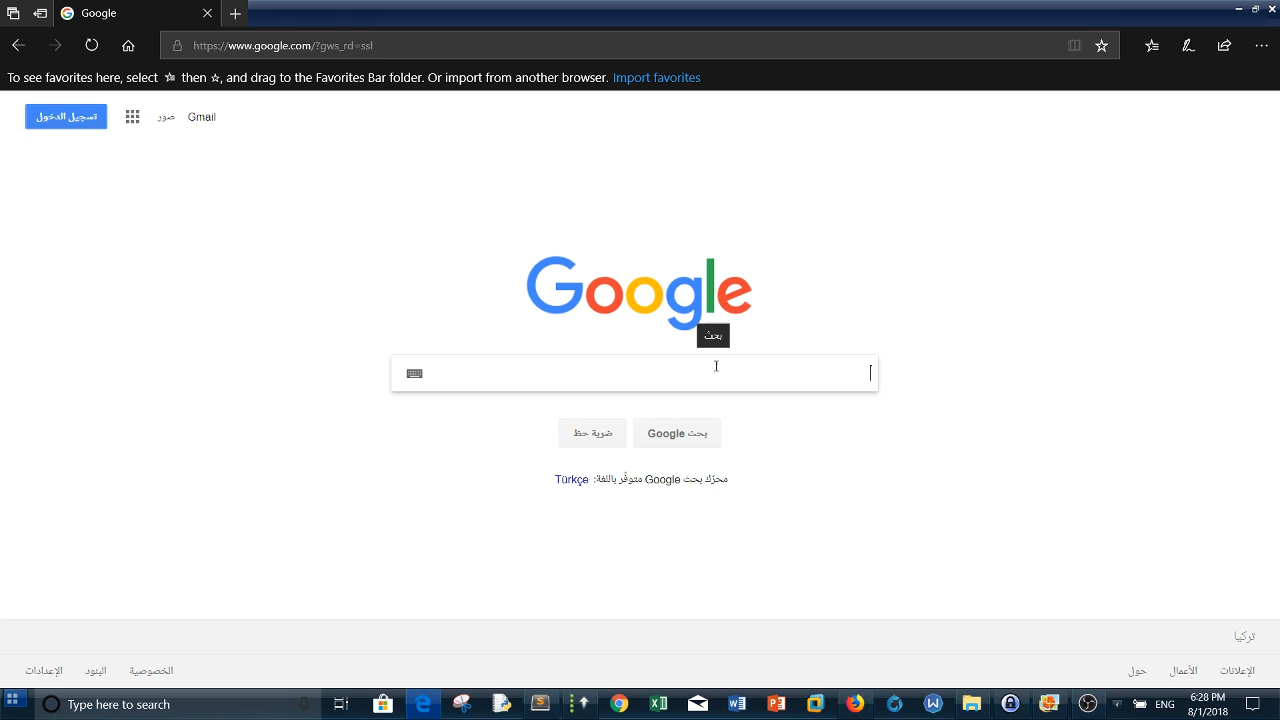 Google
https://www.google.com/?gws_rd=ssl
To see favorites here, select then ☆, and drag to the Favorites Bar folder. Or import from another browser. Import favorites
تسجيل الدخول
صور
Gmail
Google
بحث
بحث Google
ضربة حظ
محرّك بحث Google متوفّر باللغة: Türkçe
تركيا
الإعلانات
الأعمال
حول
الخصوصية
البنود
الإعدادات
Type here to search
ENG
6:28 PM
8/1/2018